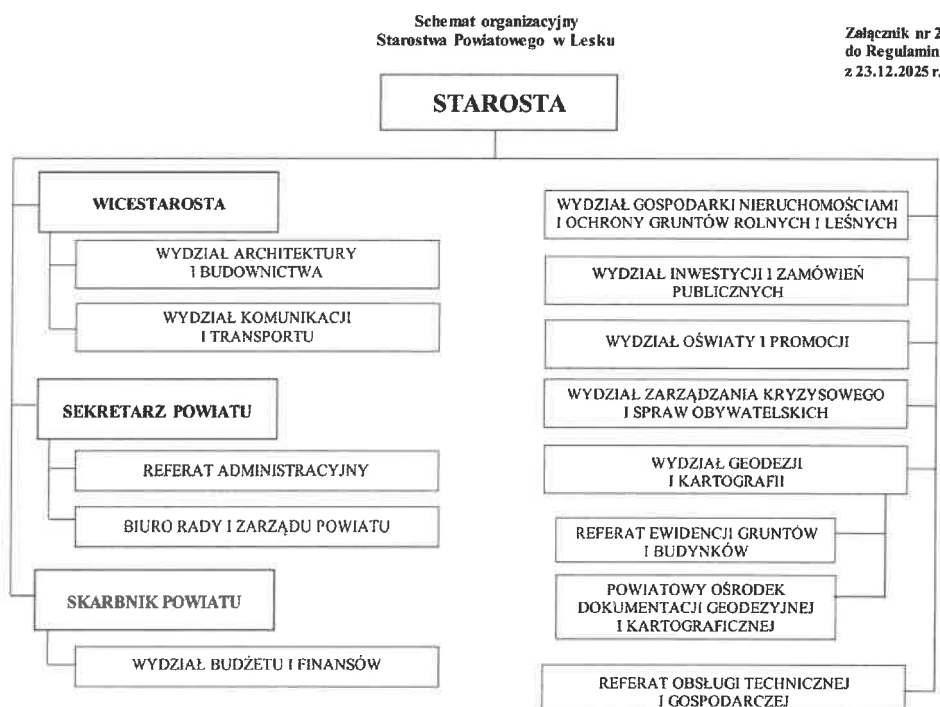 Schemat organizacyjny
Starostwa Powiatowego w Lesku
Załącznik nr 2
do Regulamin
z 23.12.2025 r.
STAROSTA
WICESTAROSTA
WYDZIAŁ ARCHITEKTURY
I BUDOWNICTWA
WYDZIAŁ KOMUNIKACJI
I TRANSPORTU
SEKRETARZ POWIATU
REFERAT ADMINISTRACYJNY
BIURO RADY I ZARZĄDU POWIATU
SKARBNIK POWIATU
WYDZIAŁ BUDŻETU I FINANSÓW
WYDZIAŁ GOSPODARKI NIERUCHOMOŚCIAMI
I OCHRONY GRUNTÓW ROLNYCH I LEŚNYCH
WYDZIAŁ INWESTYCJI I ZAMÓWIEŃ
PUBLICZNYCH
WYDZIAŁ OŚWIATY I PROMOCJI
WYDZIAŁ ZARZĄDZANIA KRYZYSOWEGO
I SPRAW OBYWATELSKICH
WYDZIAŁ GEODEZJI
I KARTOGRAFII
REFERAT EWIDENCJI GRUNTÓW
I BUDYNKÓW
POWIATOWY OŚRODEK
DOKUMENTACJI GEODEZYJNEJ
I KARTOGRAFICZNEJ
REFERAT OBSŁUGI TECHNICZNEJ
I GOSPODARCZEJ